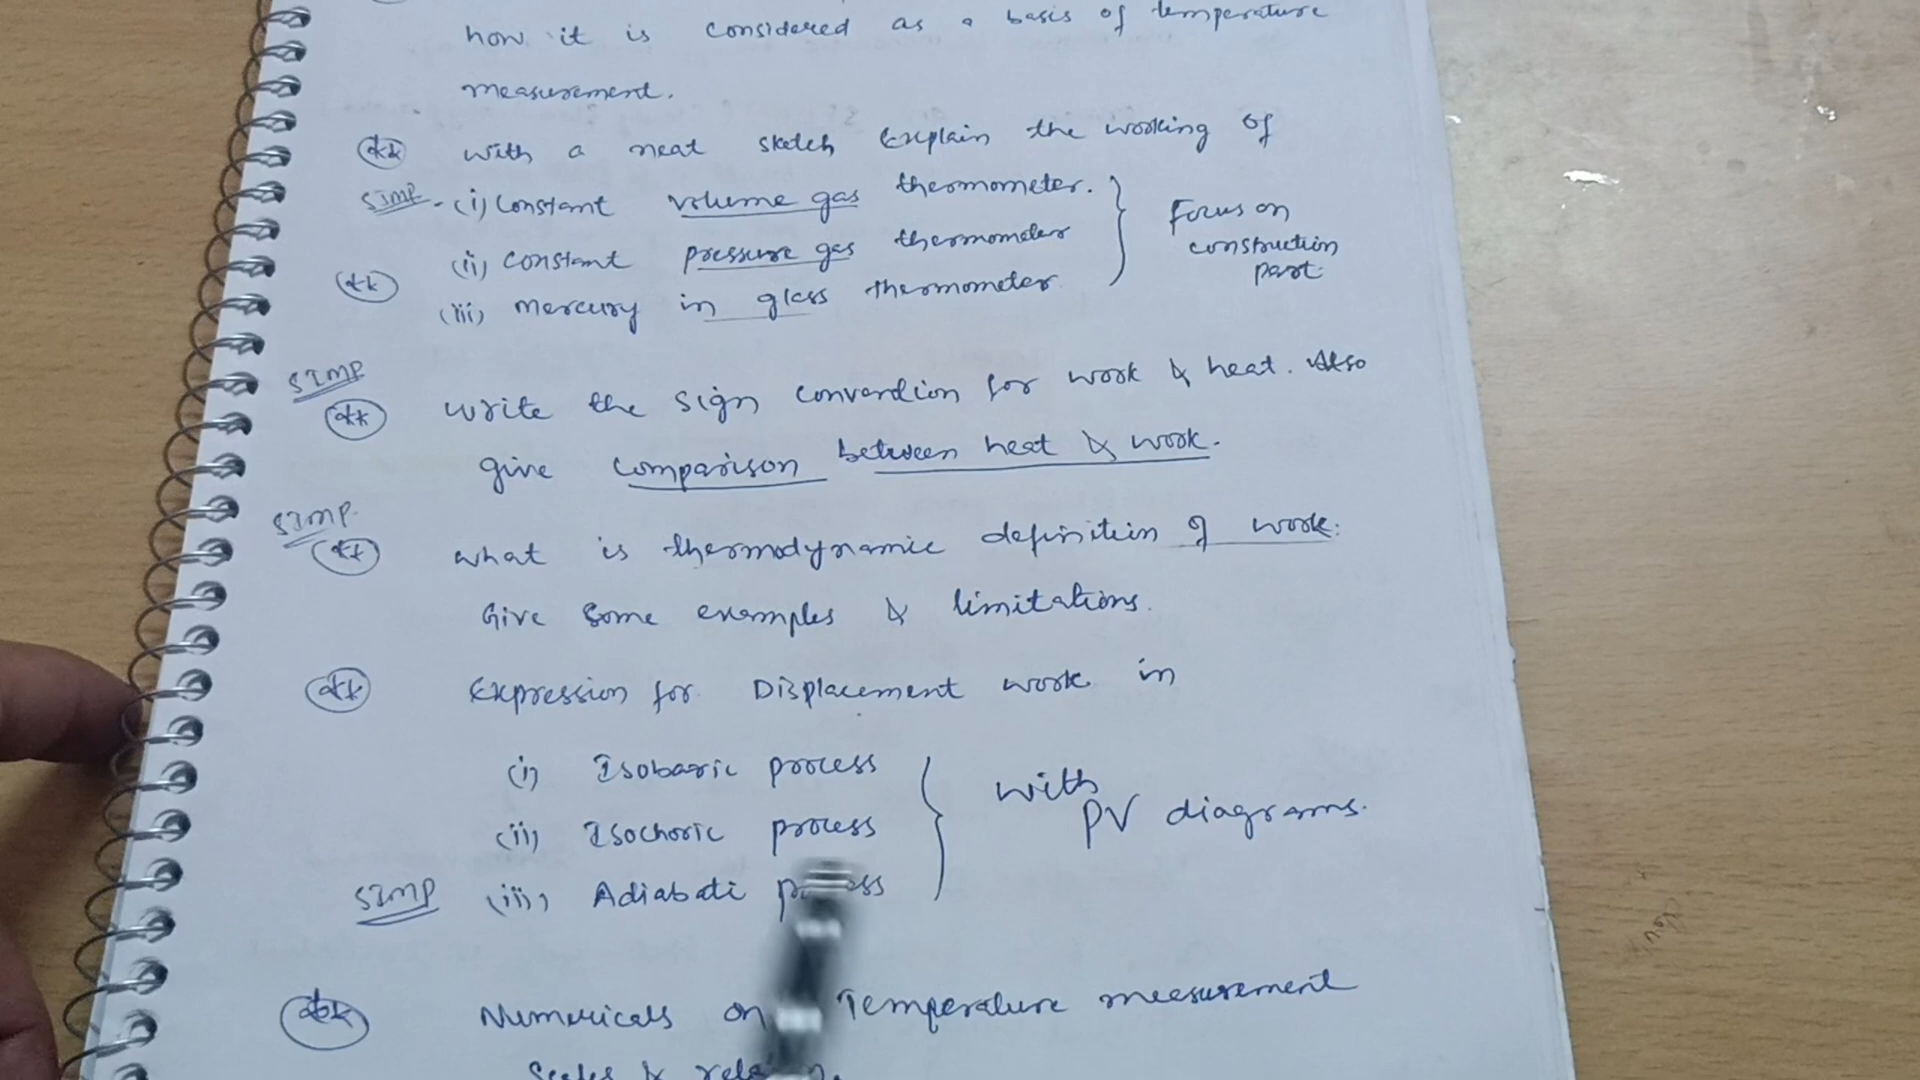 how it is considered as a basis of temperature
measurement.
** with a neat sketch Explain the working of
SIMP - (i) Constant volume gas thermometer.
(ii) constant pressure gas thermometer
** (iii) mercury in glass thermometer
Focus on
construction
part.
SIMP
** write the sign convention for work & heat. Also
give comparison between heat & work.
SIMP.
** what is thermodynamic definition of work.
Give some examples & limitations.
** Expression for Displacement work in
(i) Isobaric process
(ii) Isochoric process
SIMP (iii) Adiabati process
with
PV diagrams.
** Numericals on Temperature measurement
Scales &